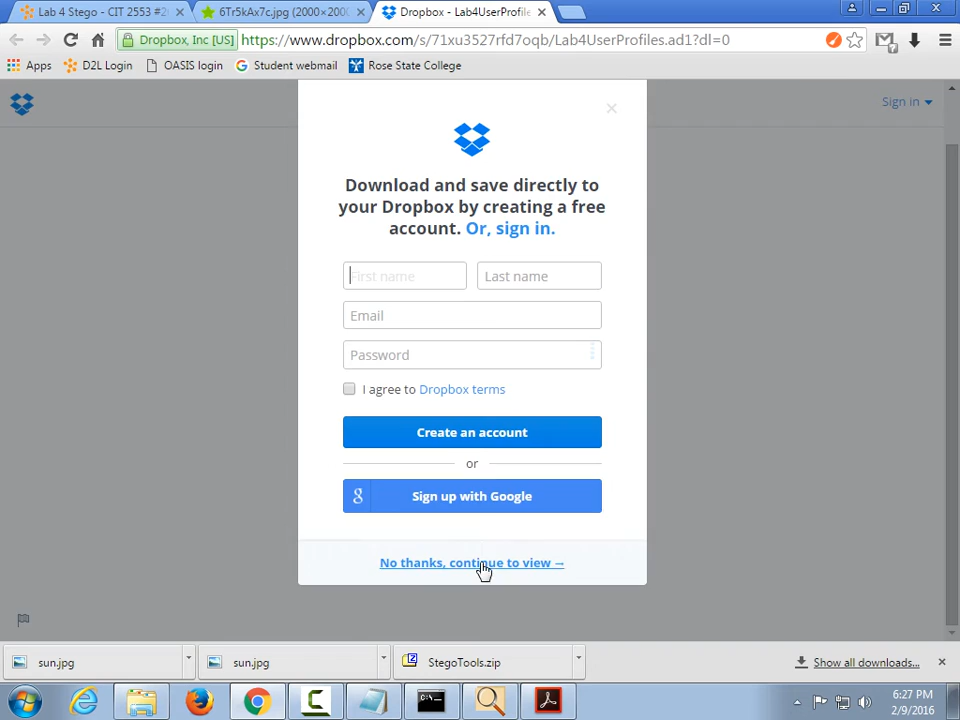 Lab 4 Stego - CIT 2553 #2
6Tr5kAx7c.jpg (2000×2000
Dropbox - Lab4UserProfile
Dropbox, Inc [US]
https://www.dropbox.com/s/71xu3527rfd7oqb/Lab4UserProfiles.ad1?dl=0
Apps
D2L Login
OASIS login
Student webmail
Rose State College
Sign in
Download and save directly to
your Dropbox by creating a free
account. Or, sign in.
First name
Last name
Email
Password
I agree to Dropbox terms
Create an account
or
8 Sign up with Google
No thanks, continue to view →
sun.jpg
sun.jpg
StegoTools.zip
Show all downloads...
6:27 PM
2/9/2016